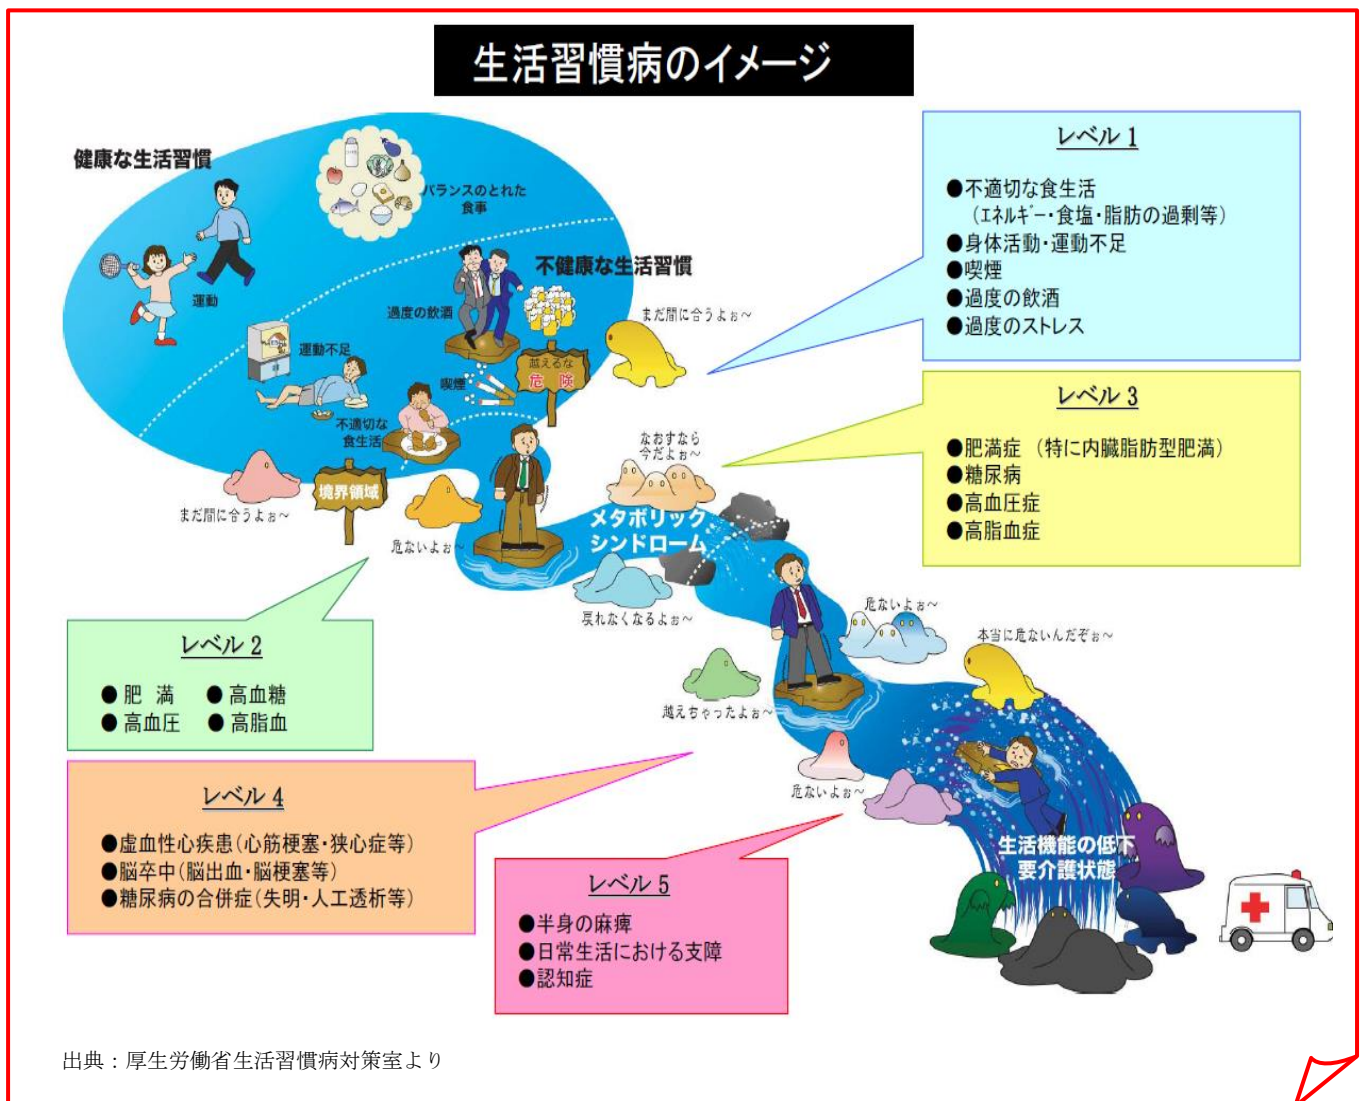 生活習慣病のイメージ
健康な生活習慣
バランスのとれた
食事
運動
不健康な生活習慣
過度の飲酒
まだ間に合うよぉ～
運動不足
越えるな
危 険
喫煙
不適切な
食生活
境界領域
まだ間に合うよぉ～
危ないよぉ～
なおすなら
今だよぉ～
メタボリック
シンドローム
戻れなくなるよぉ～
危ないよぉ～
本当に危ないんだぞぉ～
越えちゃったよぉ～
危ないよぉ～
生活機能の低下
要介護状態
レベル 1
●不適切な食生活
（ｴﾈﾙｷﾞｰ・食塩・脂肪の過剰等）
●身体活動・運動不足
●喫煙
●過度の飲酒
●過度のストレス
レベル 3
●肥満症 （特に内臓脂肪型肥満）
●糖尿病
●高血圧症
●高脂血症
レベル 2
● 肥 満 ● 高血糖
● 高血圧 ● 高脂血
レベル 4
●虚血性心疾患（心筋梗塞・狭心症等）
●脳卒中（脳出血・脳梗塞等）
●糖尿病の合併症（失明・人工透析等）
レベル 5
●半身の麻痺
●日常生活における支障
●認知症
出典：厚生労働省生活習慣病対策室より